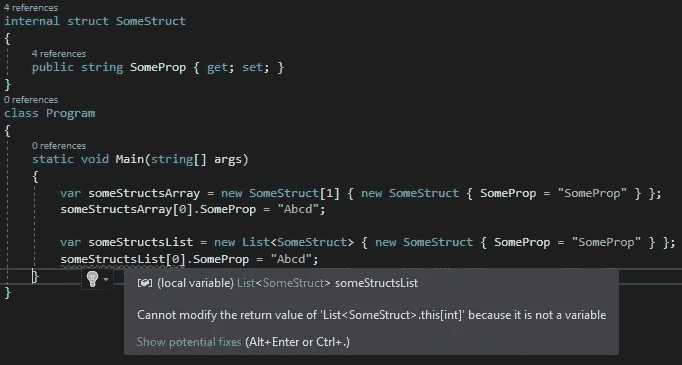 4 references
internal struct SomeStruct
{
4 references
public string SomeProp { get; set; }
}
0 references
class Program
{
0 references
static void Main(string[] args)
{
var someStructsArray = new SomeStruct[1] { new SomeStruct { SomeProp = "SomeProp" } };
someStructsArray[0].SomeProp = "Abcd";
var someStructsList = new List<SomeStruct> { new SomeStruct { SomeProp = "SomeProp" } };
someStructsList[0].SomeProp = "Abcd";
}
(local variable) List<SomeStruct> someStructsList
}
Cannot modify the return value of 'List<SomeStruct>.this[int]' because it is not a variable
Show potential fixes (Alt+Enter or Ctrl+.)